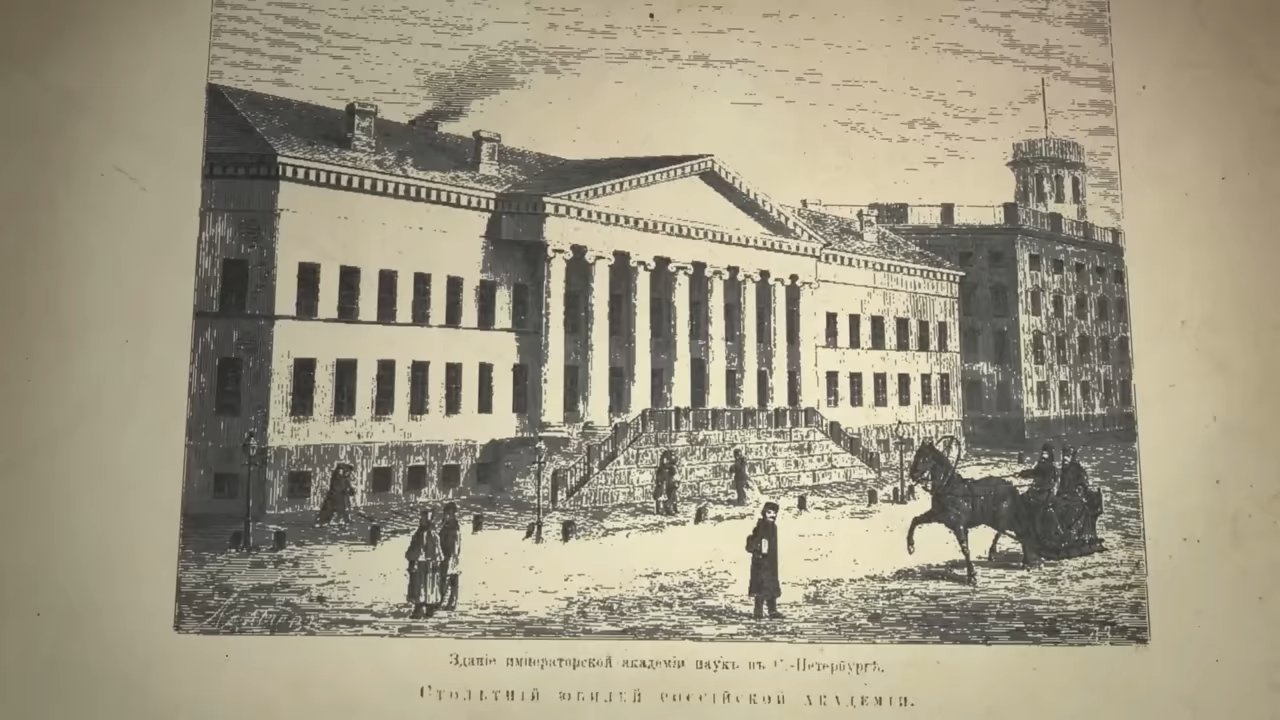 Зданіе императорской академіи наукъ въ С.-Петербургѣ.
Столѣтній юбилей россійской академіи.